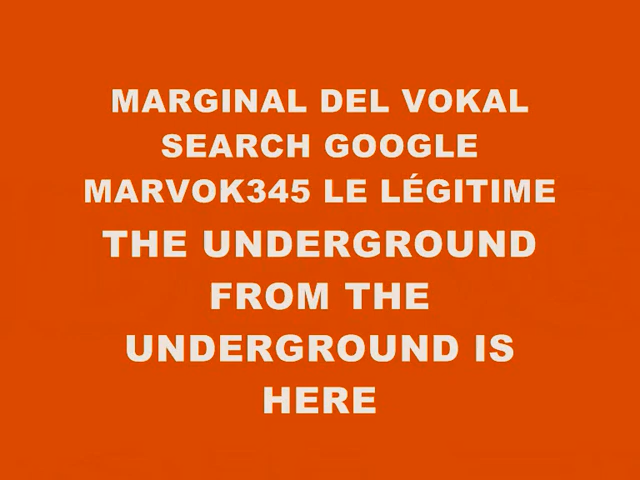 MARGINAL DEL VOKAL
SEARCH GOOGLE
MARVOK345 LE LÉGITIME
THE UNDERGROUND
FROM THE
UNDERGROUND IS
HERE